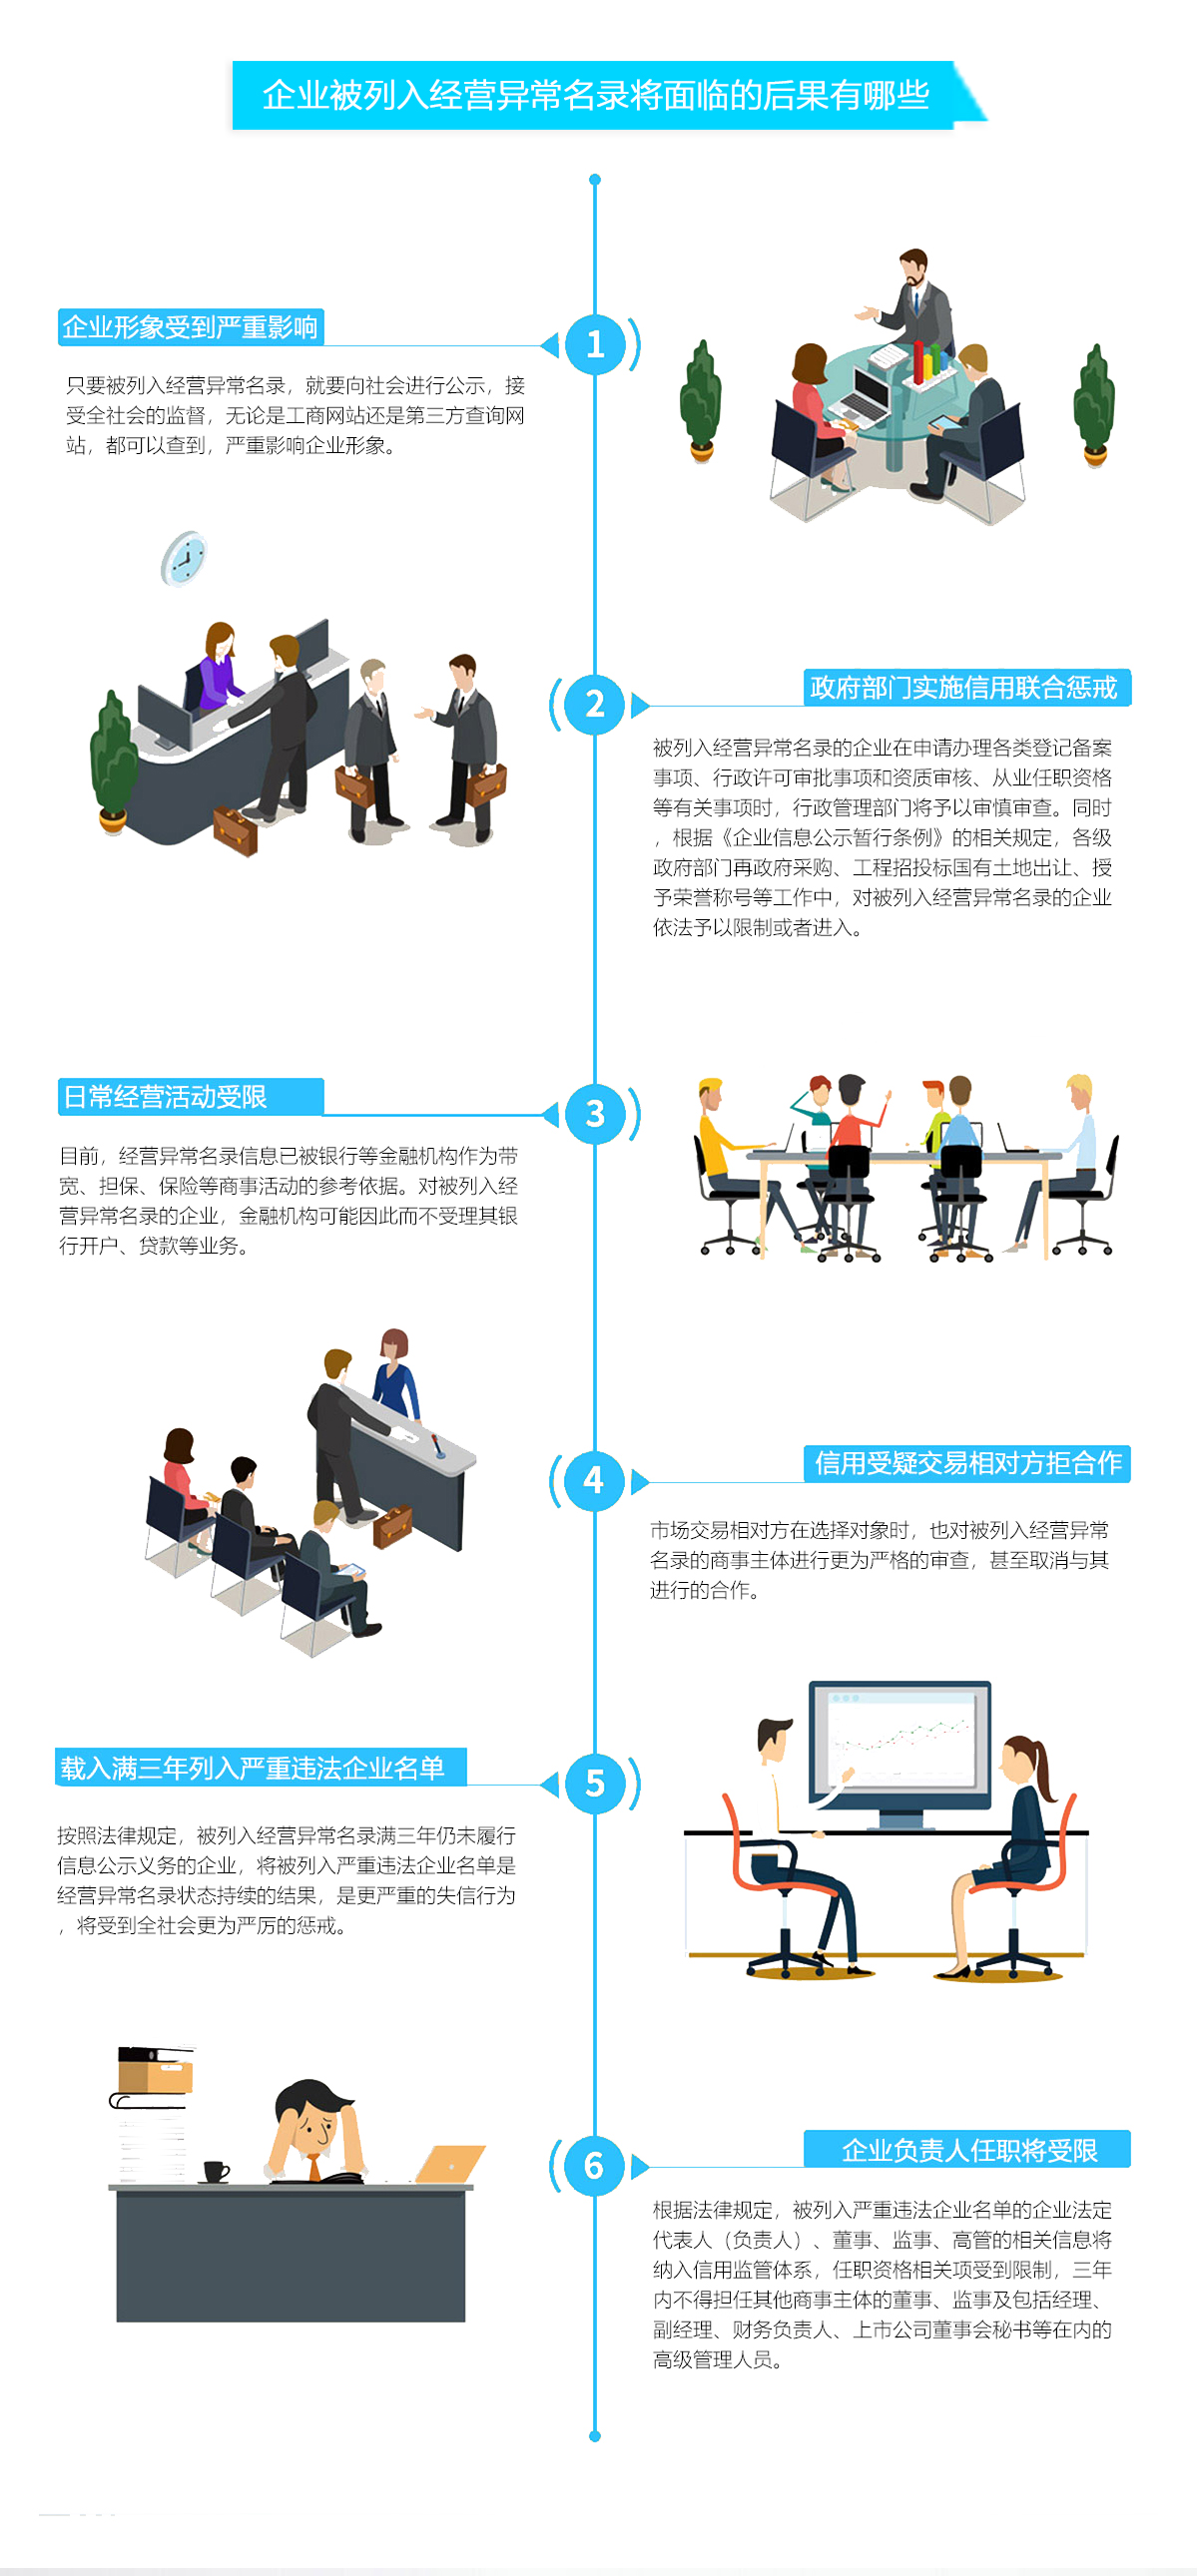 企业被列入经营异常名录将面临的后果有哪些
1
企业形象受到严重影响
只要被列入经营异常名录，就要向社会进行公示，接
受全社会的监督，无论是工商网站还是第三方查询网
站，都可以查到，严重影响企业形象。
2
政府部门实施信用联合惩戒
被列入经营异常名录的企业在申请办理各类登记备案
事项、行政许可审批事项和资质审核、从业任职资格
等有关事项时，行政管理部门将予以审慎审查。同时
，根据《企业信息公示暂行条例》的相关规定，各级
政府部门再政府采购、工程招投标国有土地出让、授
予荣誉称号等工作中，对被列入经营异常名录的企业
依法予以限制或者进入。
3
日常经营活动受限
目前，经营异常名录信息已被银行等金融机构作为带
宽、担保、保险等商事活动的参考依据。对被列入经
营异常名录的企业，金融机构可能因此而不受理其银
行开户、贷款等业务。
4
信用受疑交易相对方拒合作
市场交易相对方在选择对象时，也对被列入经营异常
名录的商事主体进行更为严格的审查，甚至取消与其
进行的合作。
5
载入满三年列入严重违法企业名单
按照法律规定，被列入经营异常名录满三年仍未履行
信息公示义务的企业，将被列入严重违法企业名单是
经营异常名录状态持续的结果，是更严重的失信行为
，将受到全社会更为严厉的惩戒。
6
企业负责人任职将受限
根据法律规定，被列入严重违法企业名单的企业法定
代表人（负责人）、董事、监事、高管的相关信息将
纳入信用监管体系，任职资格相关项受到限制，三年
内不得担任其他商事主体的董事、监事及包括经理、
副经理、财务负责人、上市公司董事会秘书等在内的
高级管理人员。